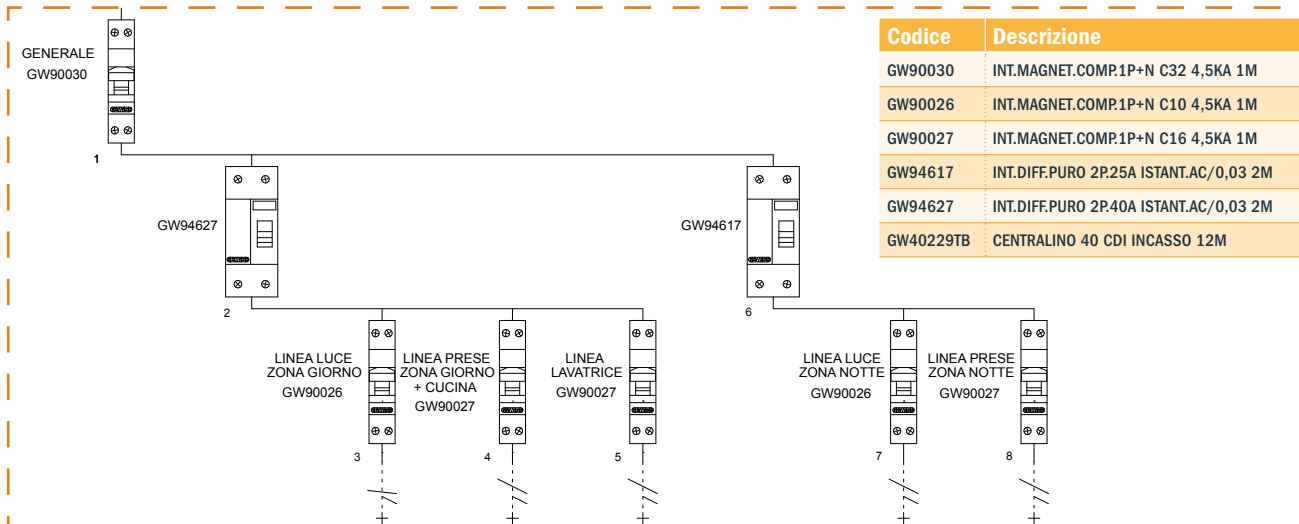 GENERALE
GW90030
1
GW94627
2
GW94617
6
LINEA LUCE
ZONA GIORNO
GW90026
3
LINEA PRESE
ZONA GIORNO
+ CUCINA
GW90027
4
LINEA
LAVATRICE
GW90027
5
LINEA LUCE
ZONA NOTTE
GW90026
7
LINEA PRESE
ZONA NOTTE
GW90027
8
Codice Descrizione
GW90030 INT.MAGNET.COMP.1P+N C32 4,5KA 1M
GW90026 INT.MAGNET.COMP.1P+N C10 4,5KA 1M
GW90027 INT.MAGNET.COMP.1P+N C16 4,5KA 1M
GW94617 INT.DIFF.PURO 2P.25A ISTANT.AC/0,03 2M
GW94627 INT.DIFF.PURO 2P.40A ISTANT.AC/0,03 2M
GW40229TB CENTRALINO 40 CDI INCASSO 12M